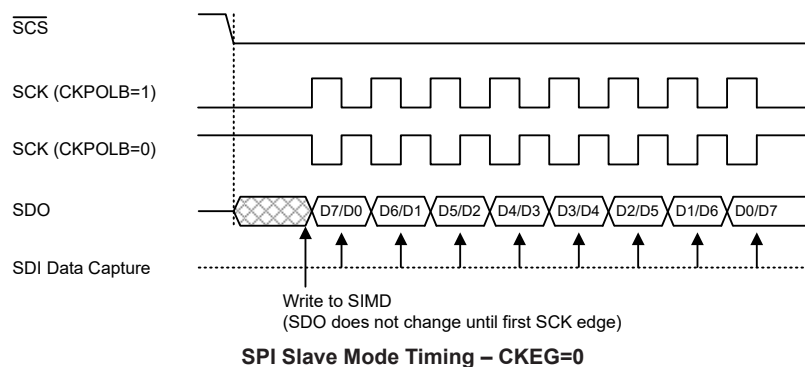 SCS
SCK (CKPOLB=1)
SCK (CKPOLB=0)
SDO
D7/D0 D6/D1 D5/D2 D4/D3 D3/D4 D2/D5 D1/D6 D0/D7
SDI Data Capture
Write to SIMD
(SDO does not change until first SCK edge)
SPI Slave Mode Timing – CKEG=0